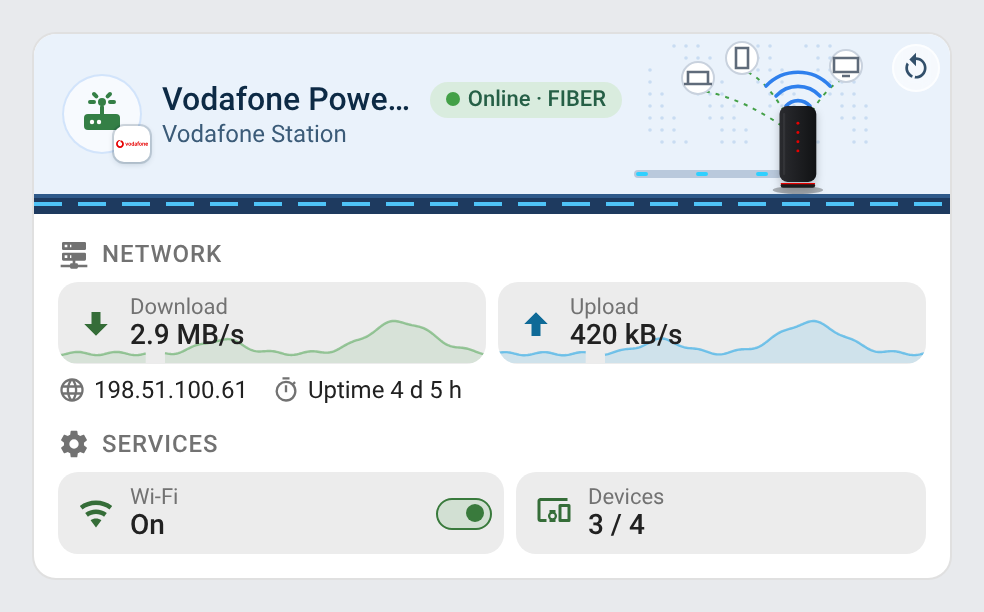 Vodafone Powe...
Online · FIBER
Vodafone Station
vodafone
NETWORK
Download
2.9 MB/s
Upload
420 kB/s
198.51.100.61
Uptime 4 d 5 h
SERVICES
Wi-Fi
On
Devices
3 / 4